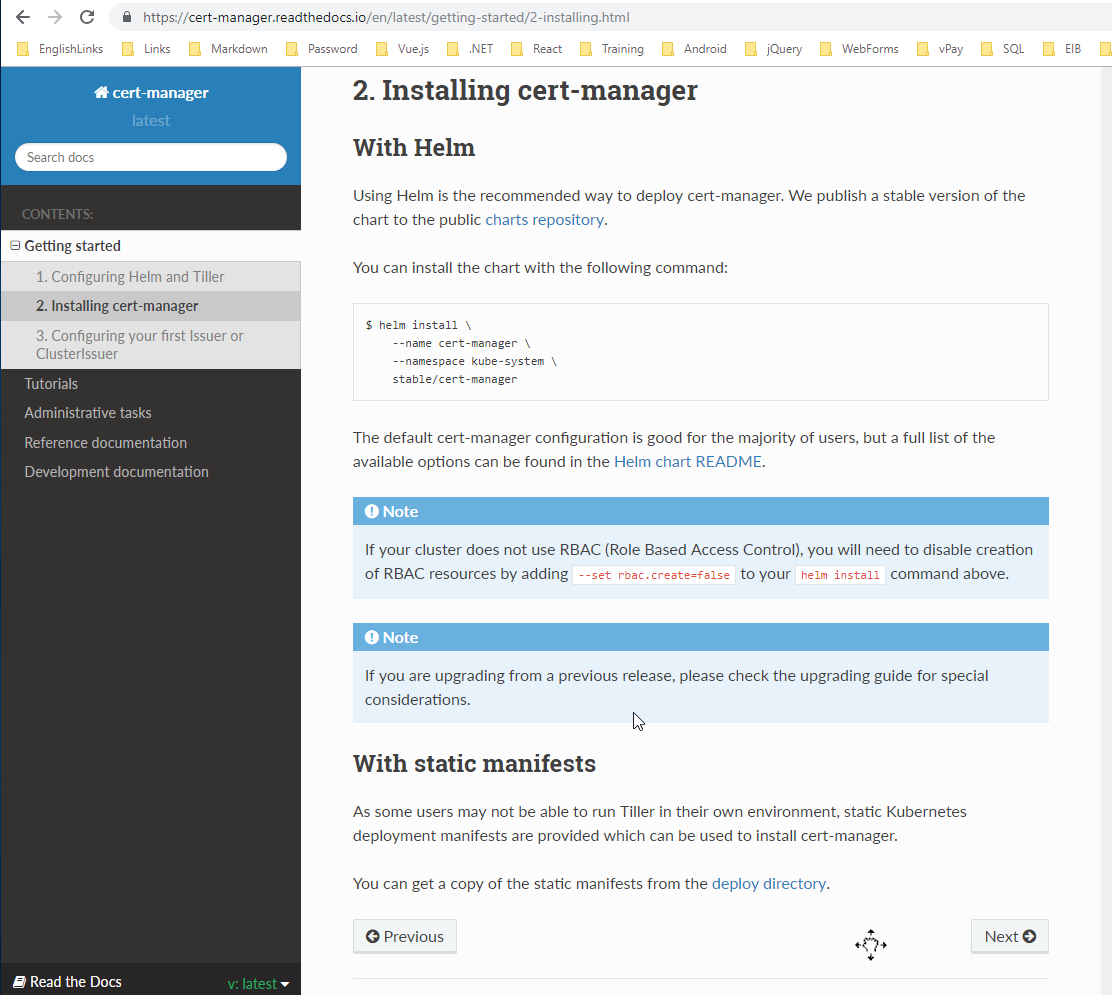 https://cert-manager.readthedocs.io/en/latest/getting-started/2-installing.html
EnglishLinks Links Markdown Password Vue.js .NET React Training Android jQuery WebForms vPay SQL EIB
cert-manager
latest
Search docs
CONTENTS:
Getting started
1. Configuring Helm and Tiller
2. Installing cert-manager
3. Configuring your first Issuer or
ClusterIssuer
Tutorials
Administrative tasks
Reference documentation
Development documentation
Read the Docs
v: latest
2. Installing cert-manager
With Helm
Using Helm is the recommended way to deploy cert-manager. We publish a stable version of the
chart to the public charts repository.
You can install the chart with the following command:
$ helm install \
    --name cert-manager \
    --namespace kube-system \
    stable/cert-manager
The default cert-manager configuration is good for the majority of users, but a full list of the
available options can be found in the Helm chart README.
Note
If your cluster does not use RBAC (Role Based Access Control), you will need to disable creation
of RBAC resources by adding --set rbac.create=false to your helm install command above.
Note
If you are upgrading from a previous release, please check the upgrading guide for special
considerations.
With static manifests
As some users may not be able to run Tiller in their own environment, static Kubernetes
deployment manifests are provided which can be used to install cert-manager.
You can get a copy of the static manifests from the deploy directory.
Previous
Next